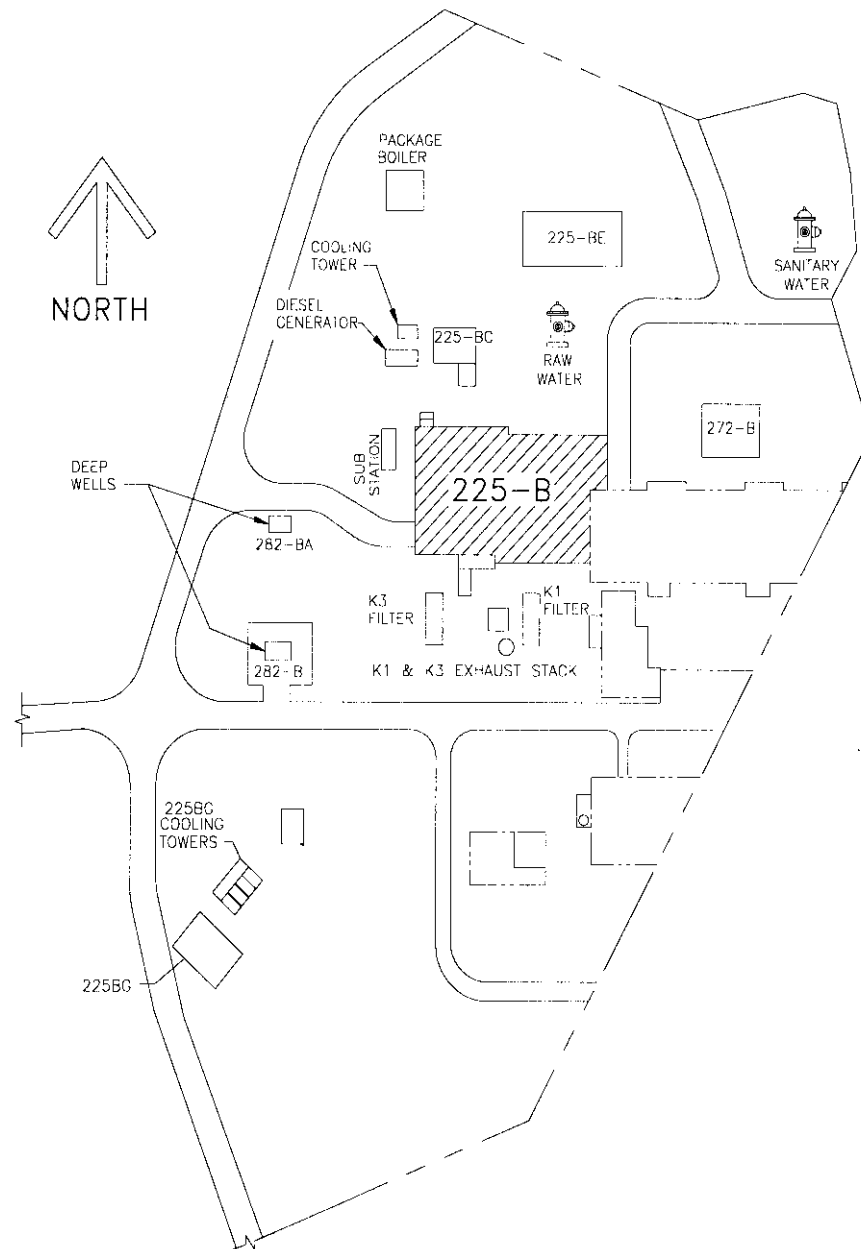 PACKAGE
BOILER
225-BE
COOLING
TOWER
SANITARY
WATER
NORTH
DIESEL
GENERATOR
225-BC
RAW
WATER
272-B
DEEP
WELLS
SUB
STATION
225-B
282-BA
K3
FILTER
K1
FILTER
282-B
K1 & K3 EXHAUST STACK
225BG
COOLING
TOWERS
225BG